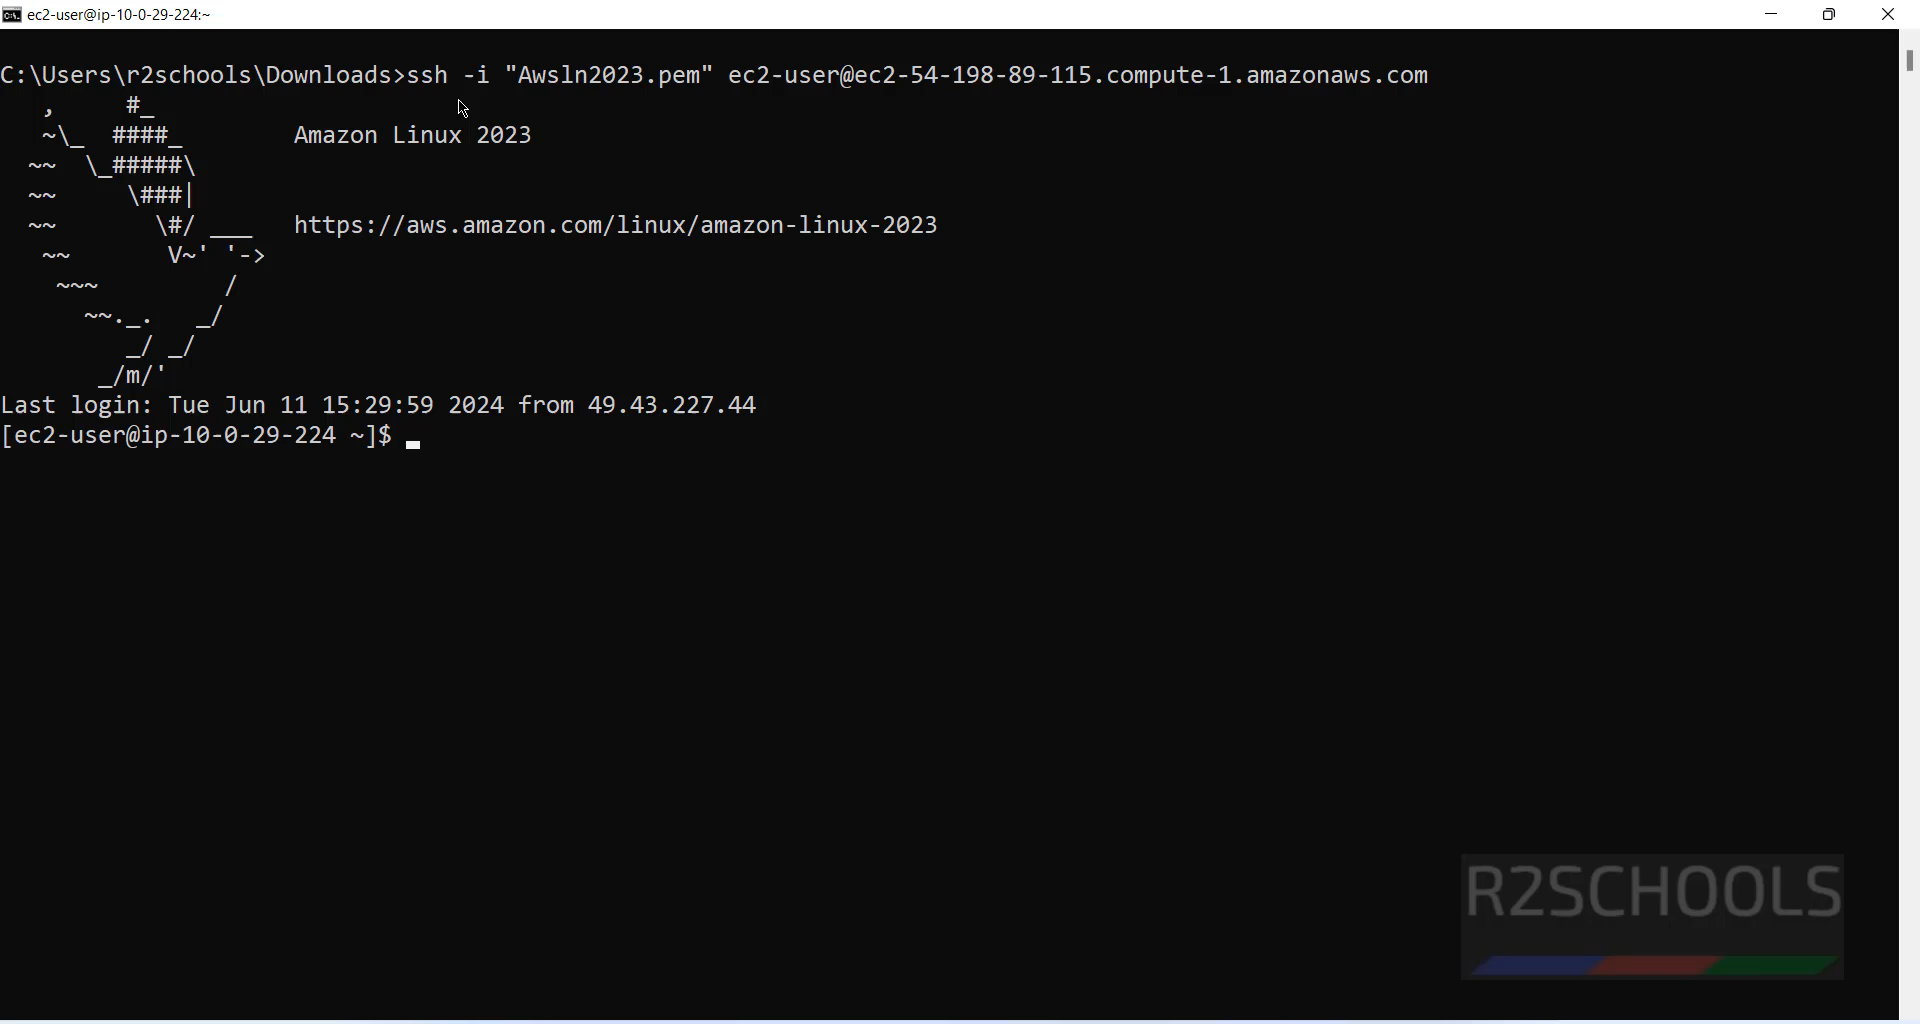 ec2-user@ip-10-0-29-224:~
C:\Users\r2schools\Downloads>ssh -i "Awsln2023.pem" ec2-user@ec2-54-198-89-115.compute-1.amazonaws.com
   ,     #_
   ~\_  ####_        Amazon Linux 2023
  ~~  \_#####\
  ~~     \###|
  ~~       \#/ ___   https://aws.amazon.com/linux/amazon-linux-2023
   ~~       V~' '->
    ~~~         /
      ~~._.   _/
         _/ _/
       _/m/'
Last login: Tue Jun 11 15:29:59 2024 from 49.43.227.44
[ec2-user@ip-10-0-29-224 ~]$
R2SCHOOLS